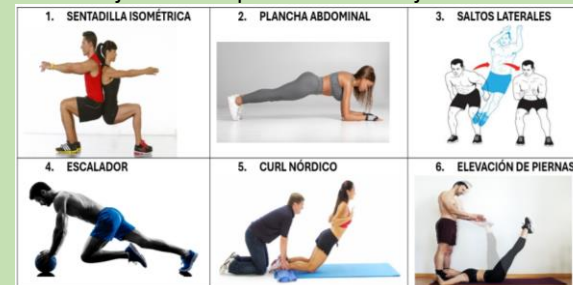 1. SENTADILLA ISOMÉTRICA
2. PLANCHA ABDOMINAL
3. SALTOS LATERALES
4. ESCALADOR
5. CURL NÓRDICO
6. ELEVACIÓN DE PIERNAS